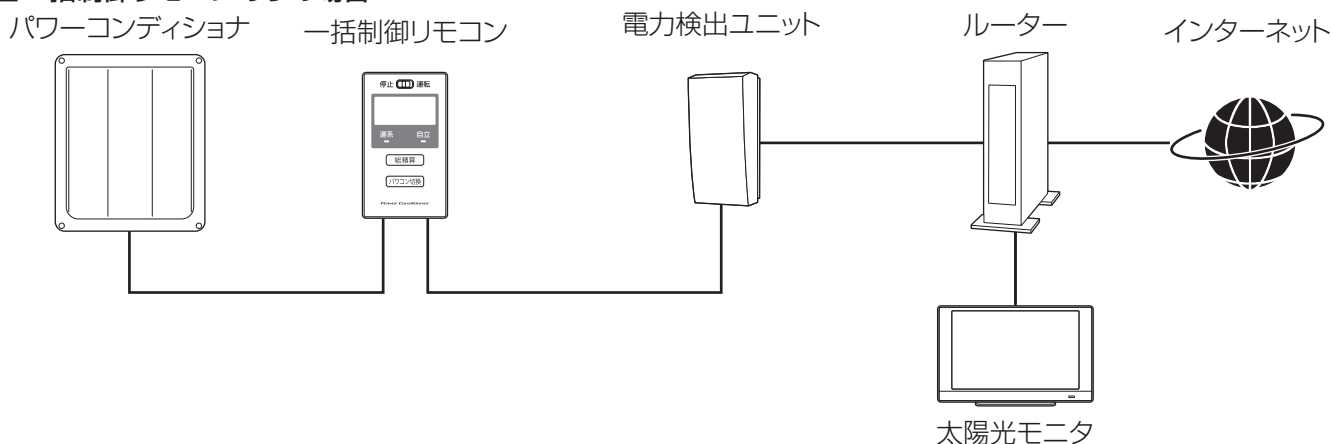 パワーコンディショナ
一括制御リモコン
電力検出ユニット
ルーター
インターネット
停止 運転
連系 自立
総積算
パワコン切換
Power Conditioner
太陽光モニタ